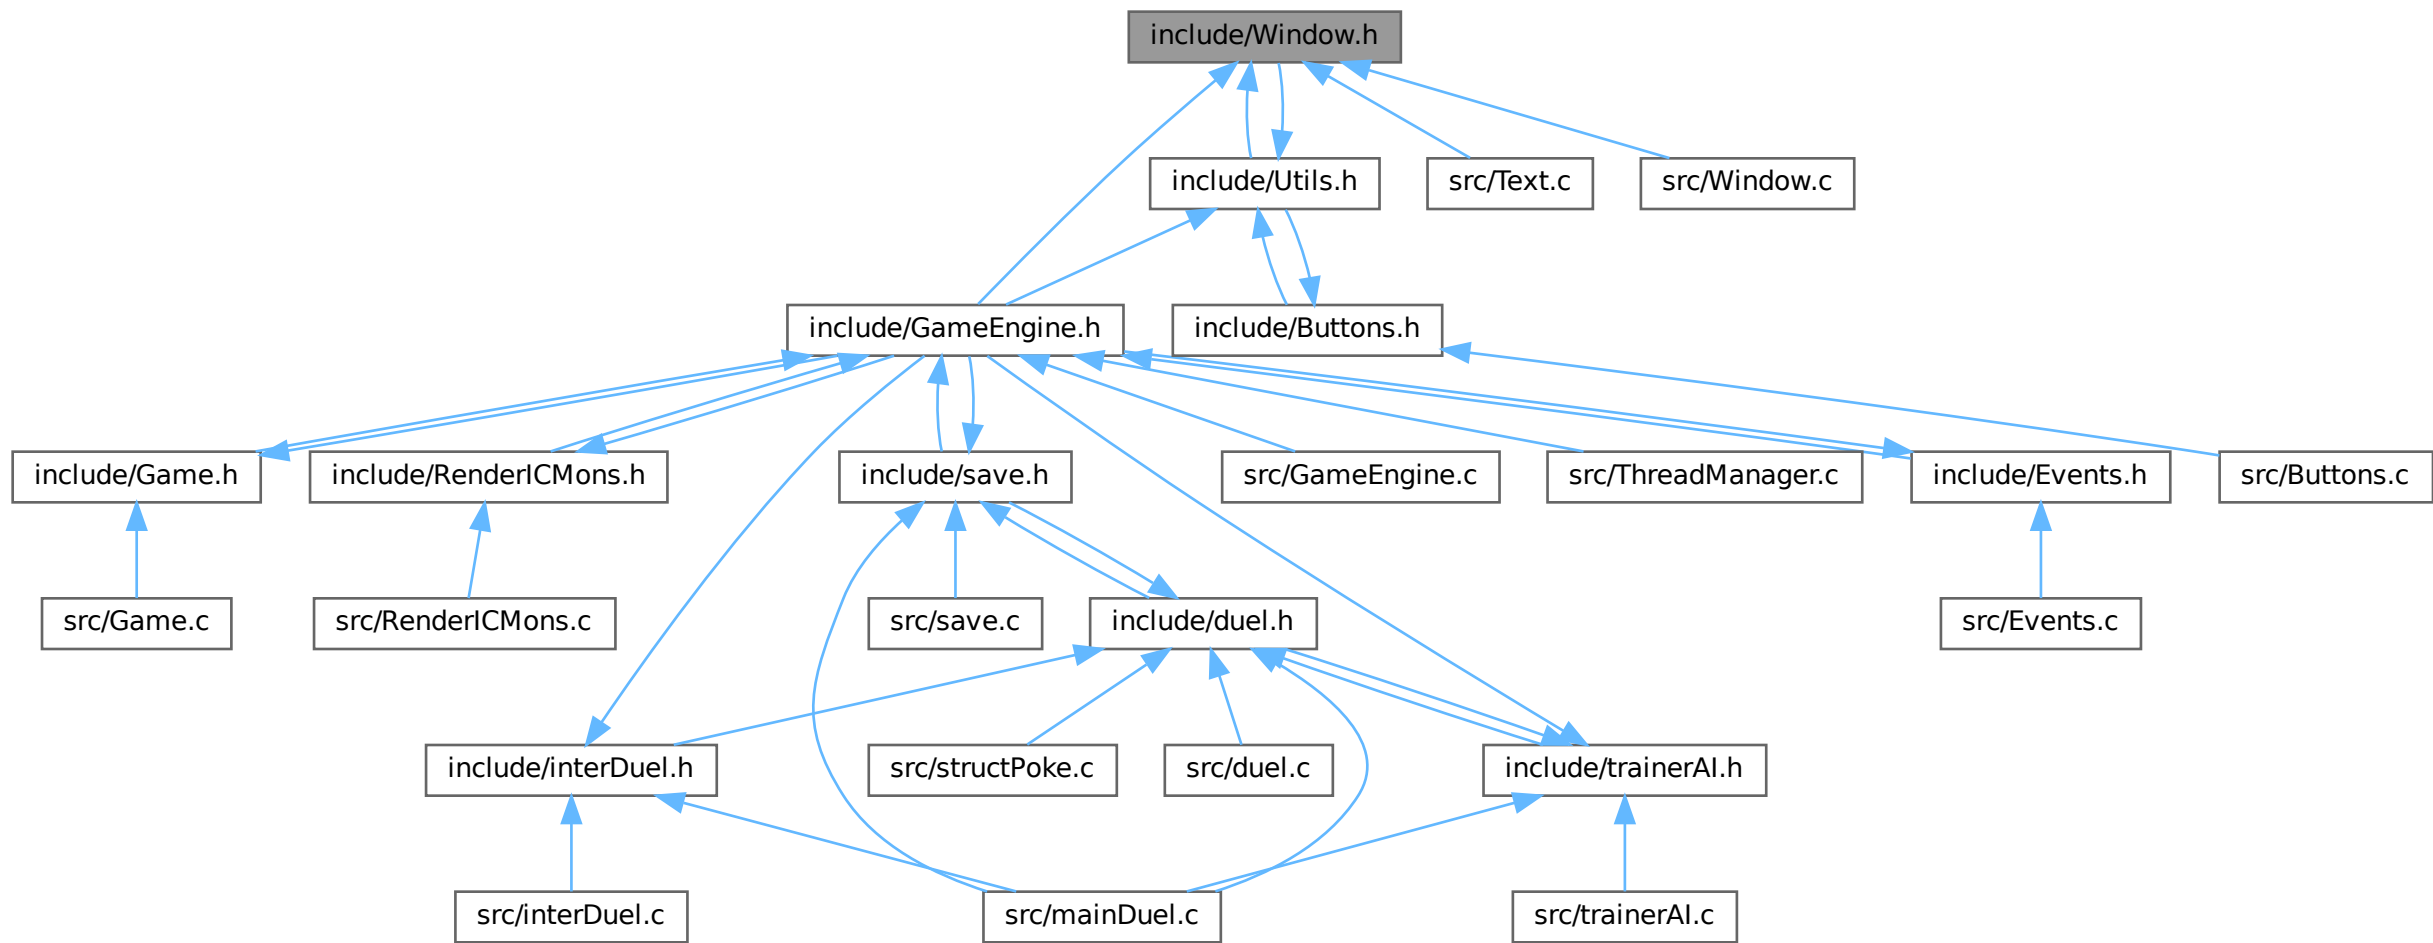 include/Window.h
include/Utils.h
src/Text.c
src/Window.c
include/GameEngine.h
include/Buttons.h
include/Game.h
include/RenderICMons.h
include/save.h
src/GameEngine.c
src/ThreadManager.c
include/Events.h
src/Buttons.c
src/Game.c
src/RenderICMons.c
src/save.c
include/duel.h
src/Events.c
include/interDuel.h
src/structPoke.c
src/duel.c
include/trainerAI.h
src/interDuel.c
src/mainDuel.c
src/trainerAI.c